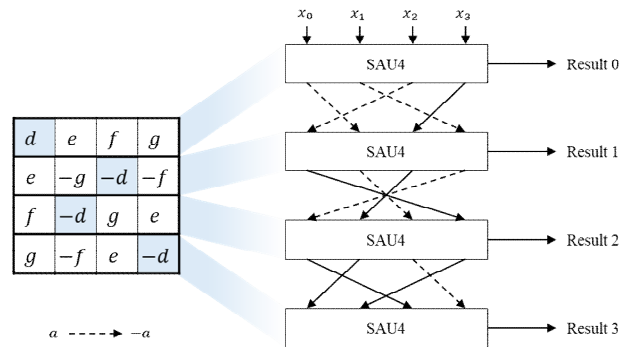 x₀ x₁ x₂ x₃
SAU4 Result 0
SAU4 Result 1
SAU4 Result 2
SAU4 Result 3
d e f g
e −g −d −f
f −d g e
g −f e −d
a −a